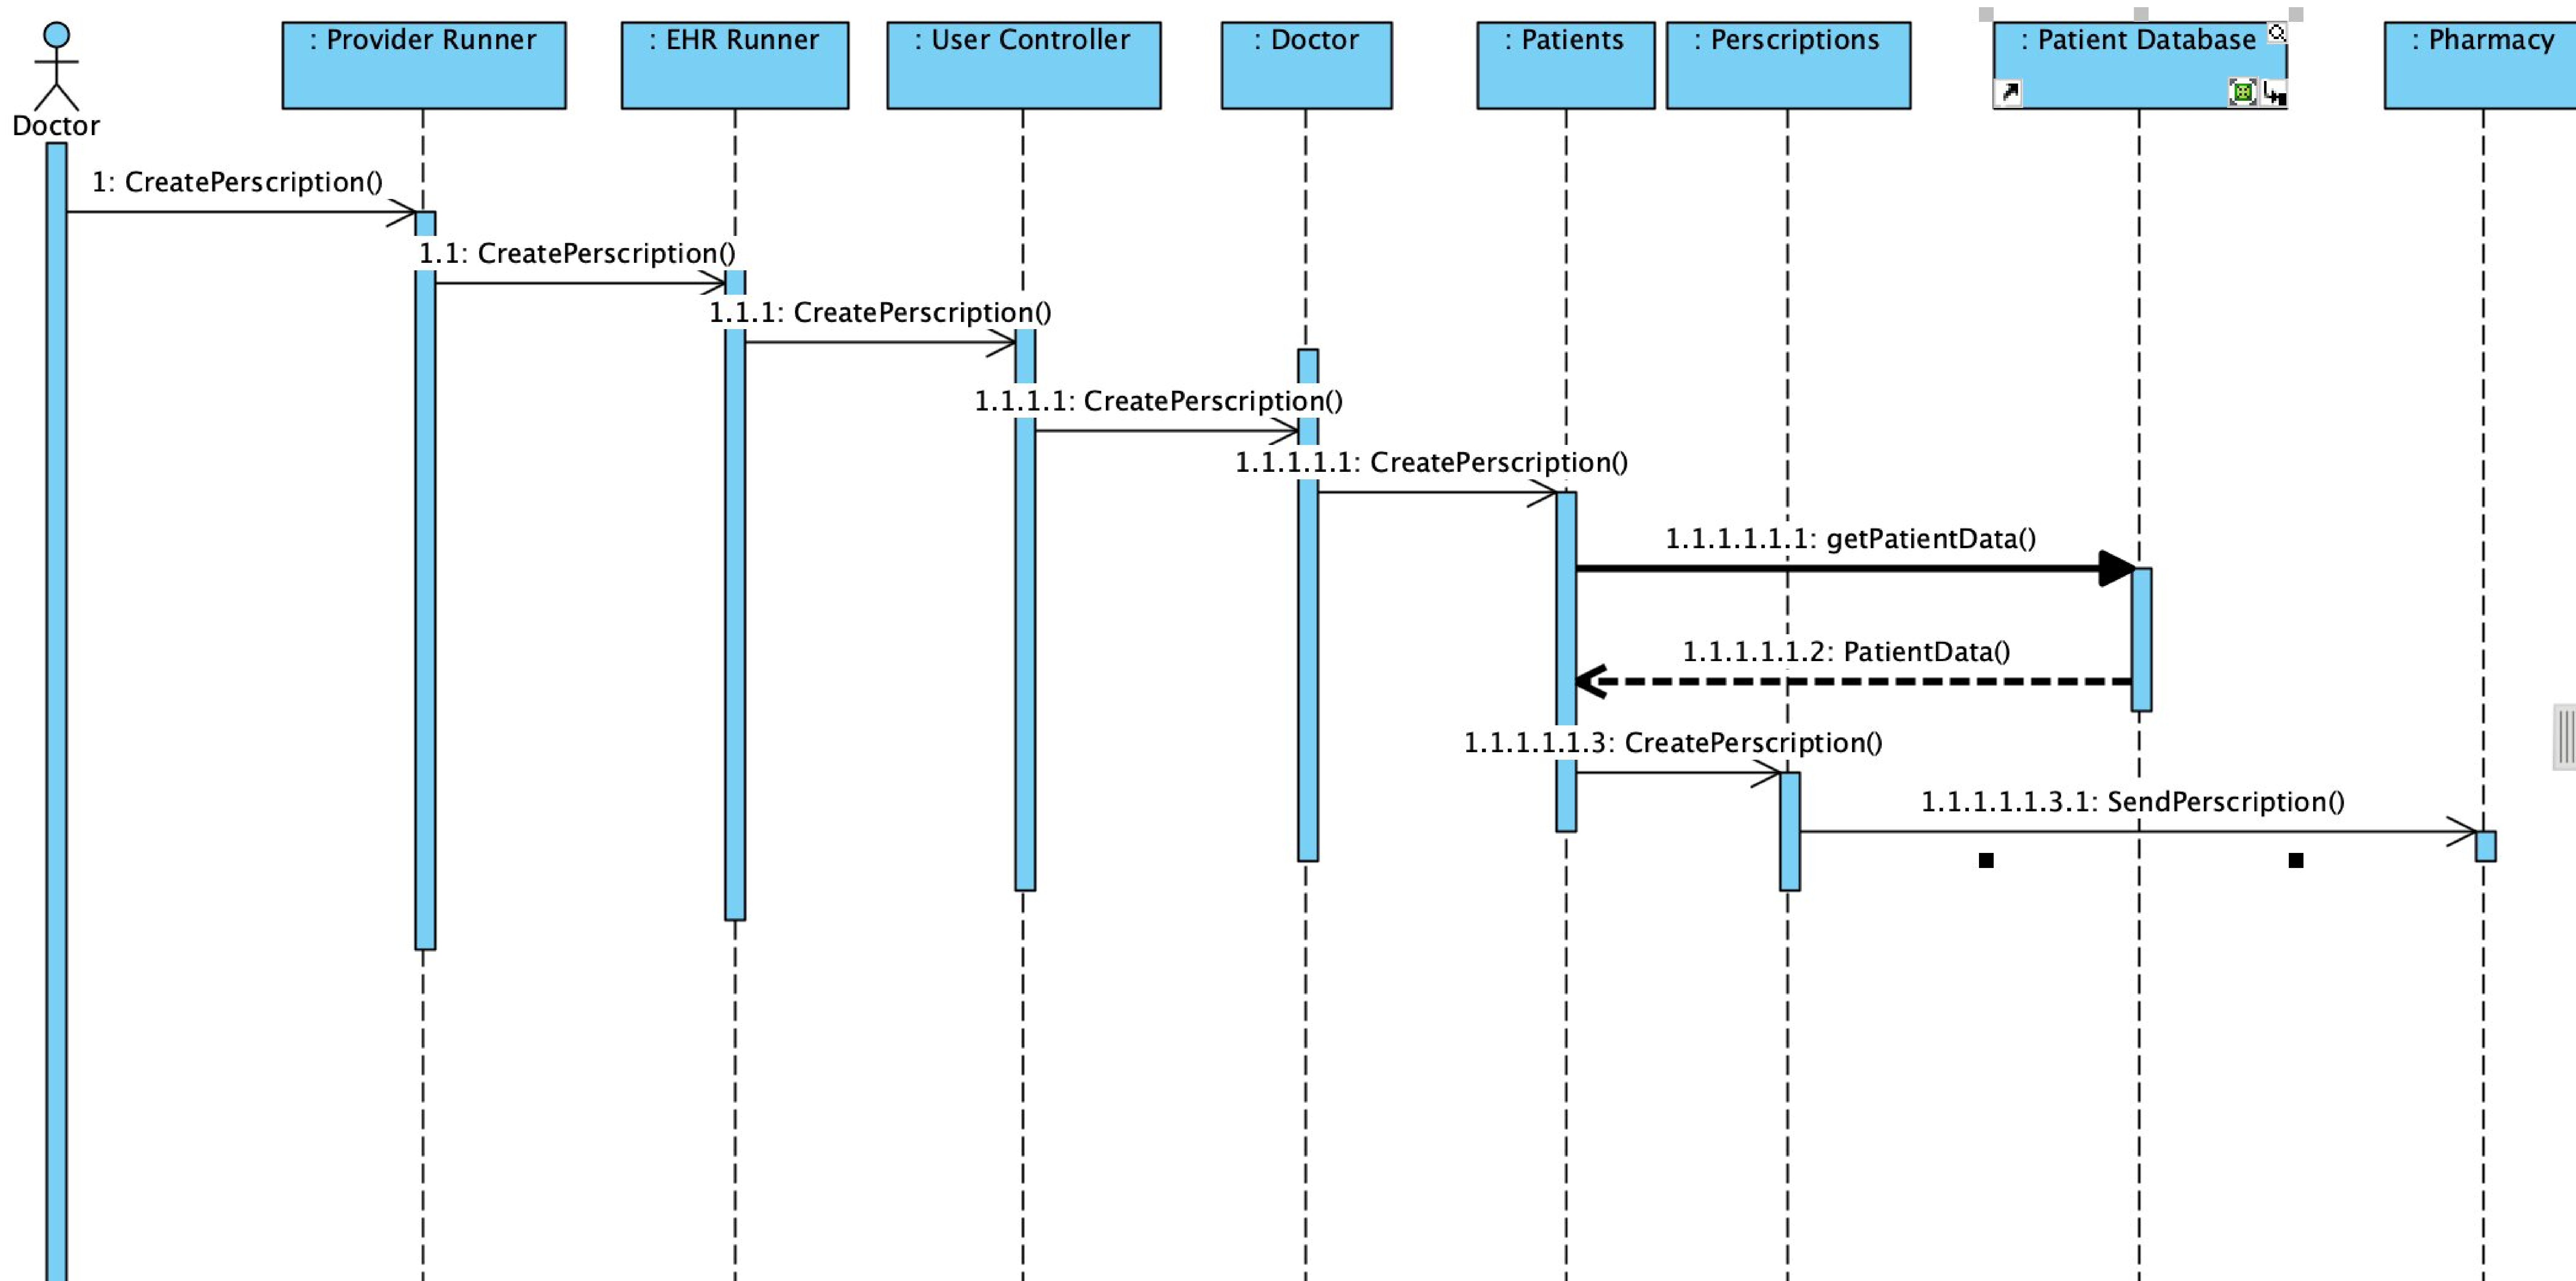 : Provider Runner
: EHR Runner
: User Controller
: Doctor
: Patients
: Perscriptions
: Patient Database
: Pharmacy
Doctor
1: CreatePerscription()
1.1: CreatePerscription()
1.1.1: CreatePerscription()
1.1.1.1: CreatePerscription()
1.1.1.1.1: CreatePerscription()
1.1.1.1.1.1: getPatientData()
1.1.1.1.1.2: PatientData()
1.1.1.1.1.3: CreatePerscription()
1.1.1.1.1.3.1: SendPerscription()